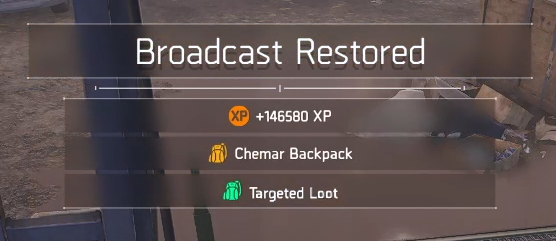 Broadcast Restored
XP +146580 XP
Chemar Backpack
Targeted Loot